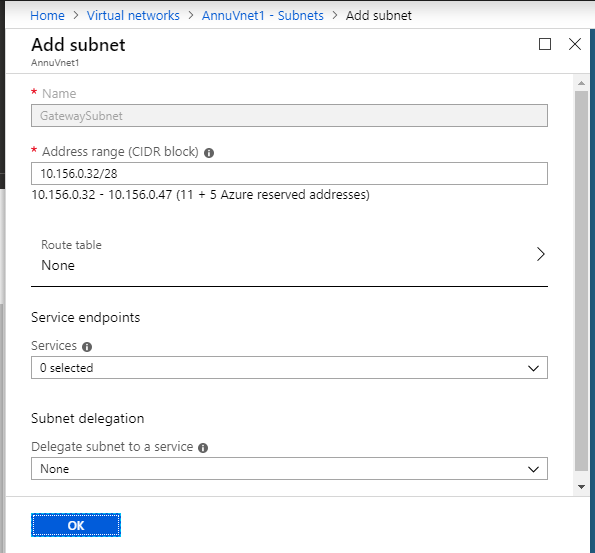 Home > Virtual networks > AnnuVnet1 - Subnets > Add subnet
Add subnet
AnnuVnet1
* Name
GatewaySubnet
* Address range (CIDR block)
10.156.0.32/28
10.156.0.32 - 10.156.0.47 (11 + 5 Azure reserved addresses)
Route table
None
Service endpoints
Services
0 selected
Subnet delegation
Delegate subnet to a service
None
OK